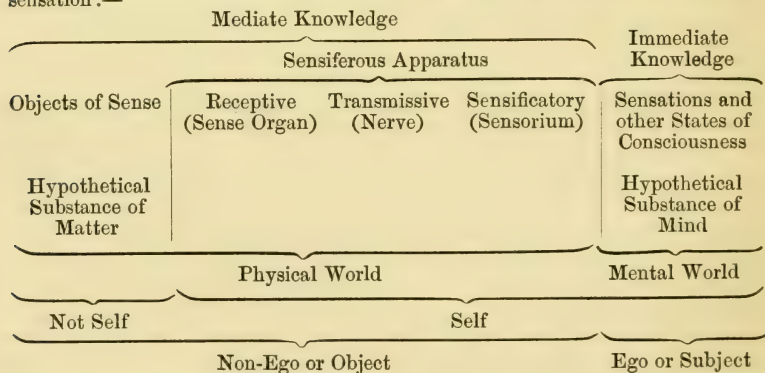 sensation :—
Mediate Knowledge
Immediate
Knowledge
Sensiferous Apparatus
Objects of Sense Receptive Transmissive Sensificatory Sensations and
(Sense Organ) (Nerve) (Sensorium) other States of
Consciousness
Hypothetical Hypothetical
Substance of Substance of
Matter Mind
Physical World Mental World
Not Self Self
Non-Ego or Object Ego or Subject